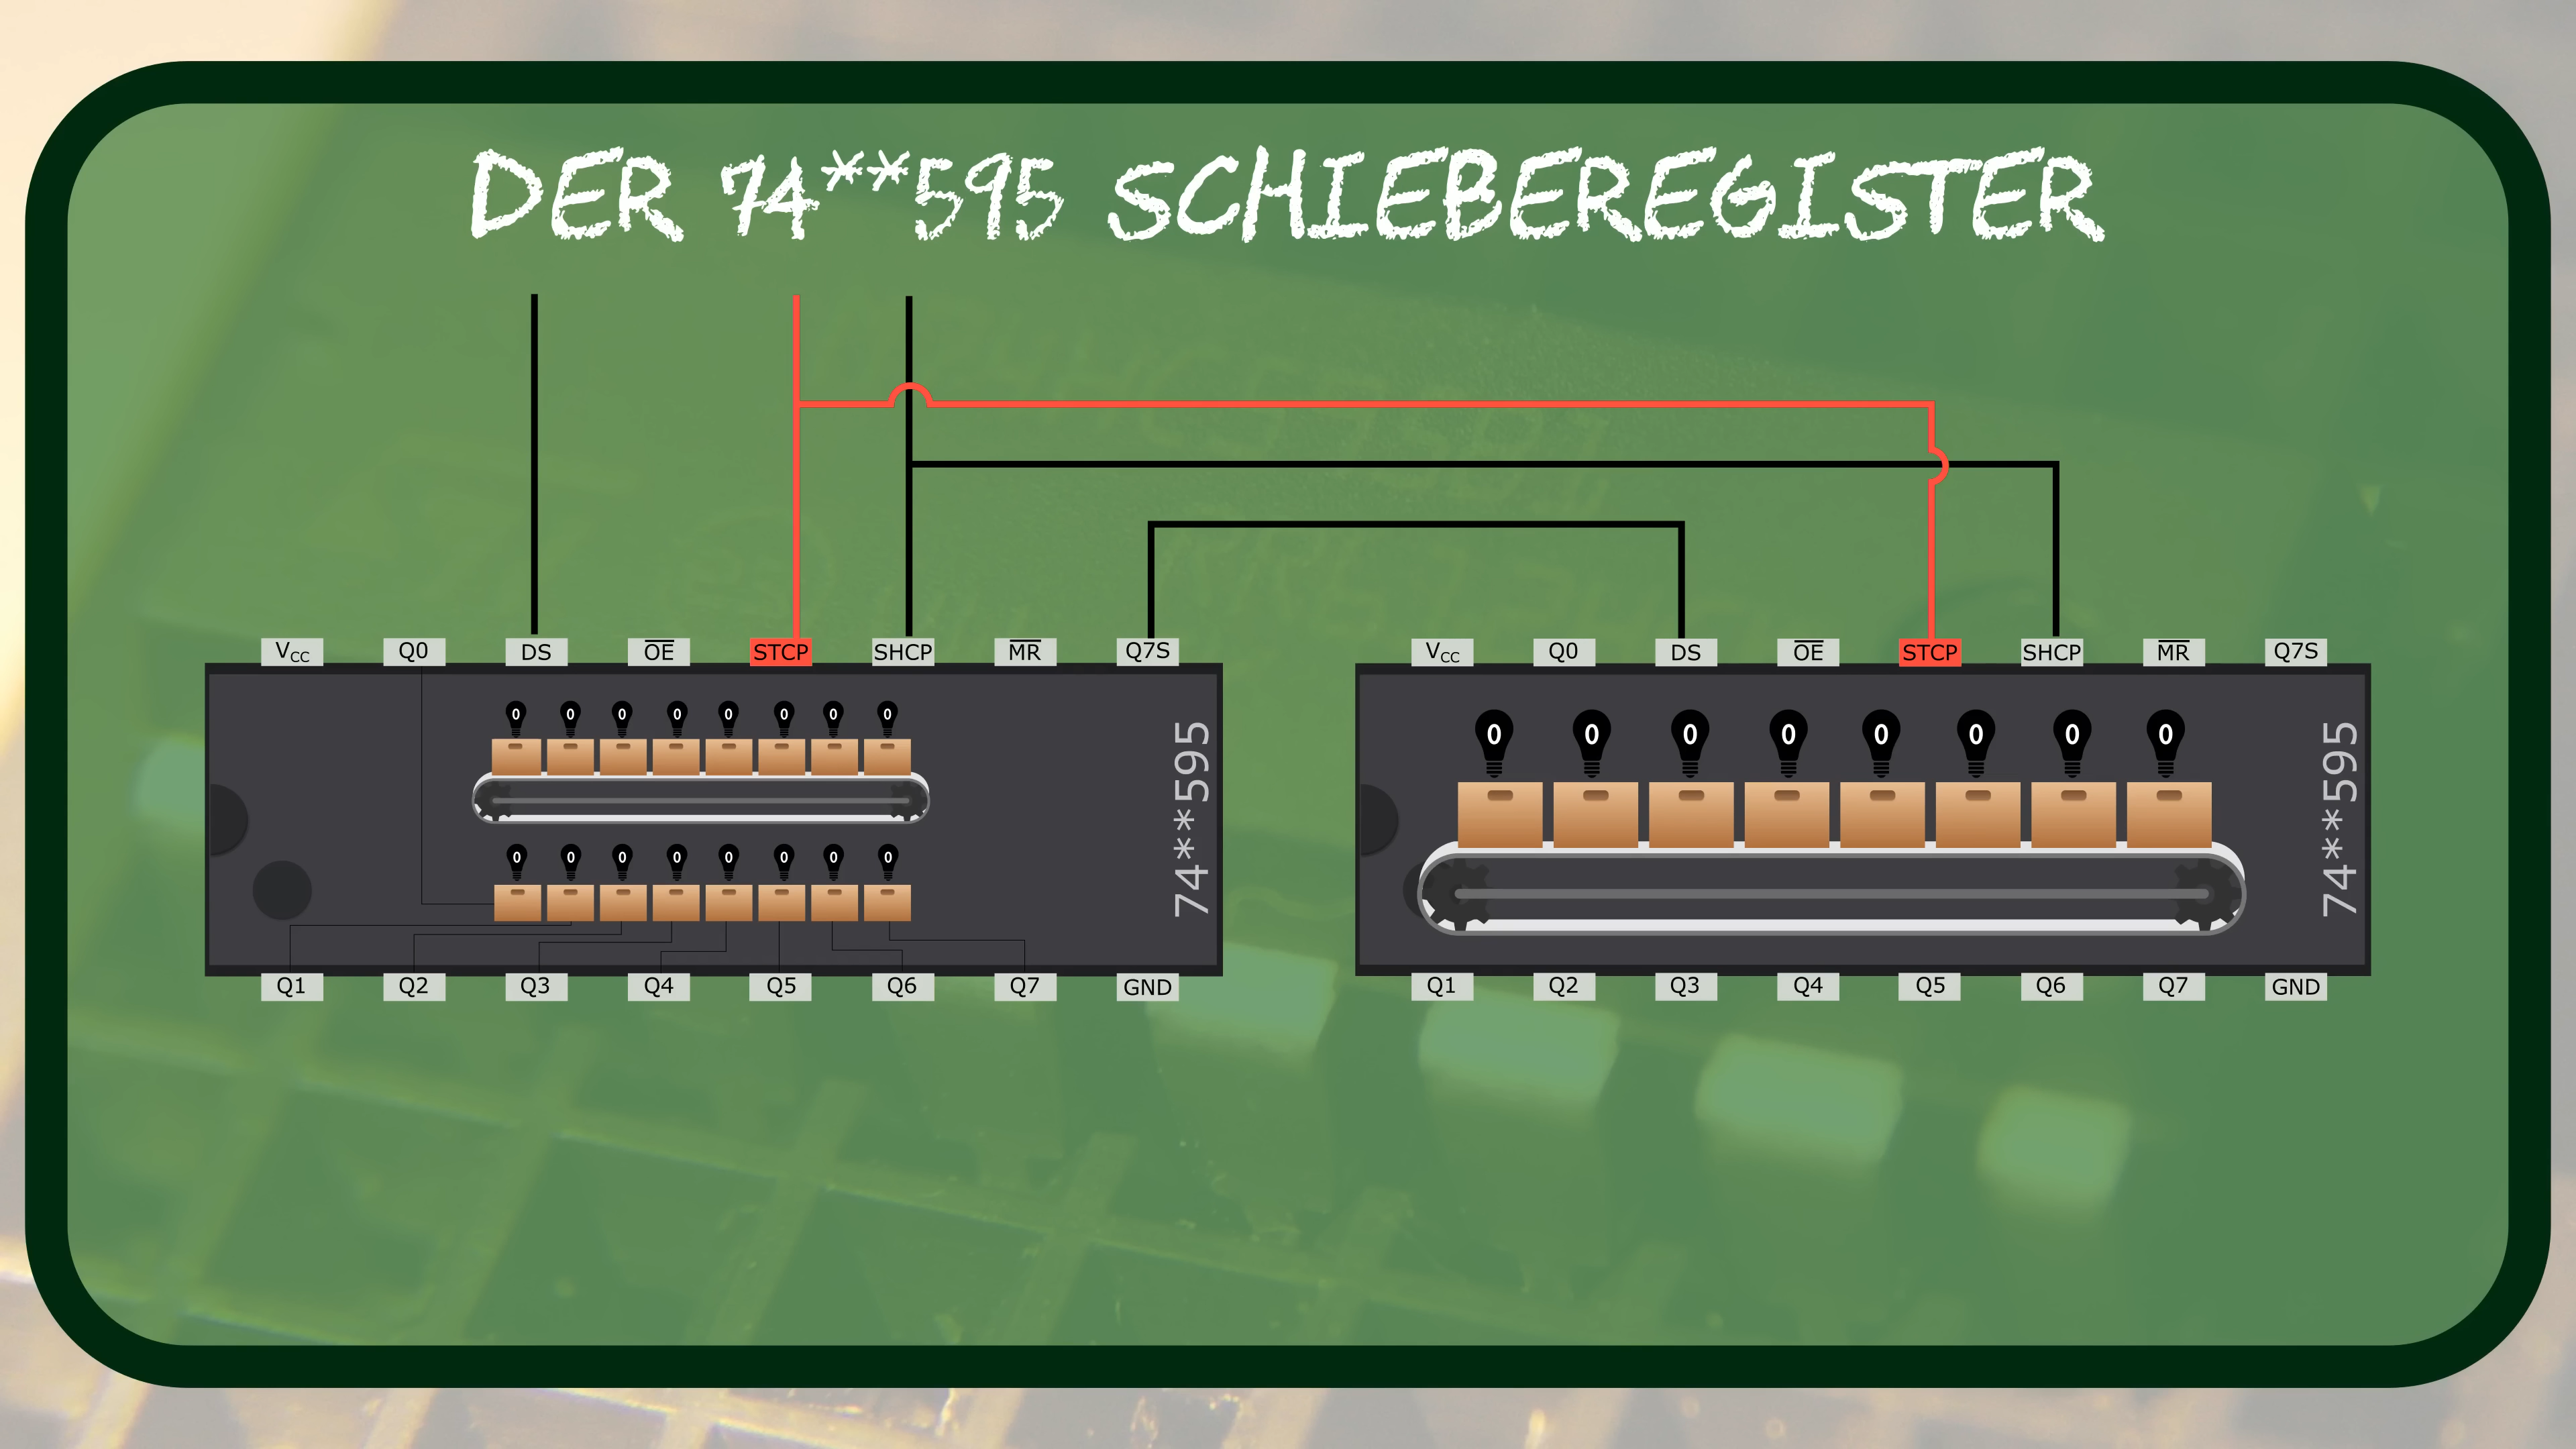 DER 74**595 SCHIEBEREGISTER
VCC Q0 DS OE STCP SHCP MR Q7S
VCC Q0 DS OE STCP SHCP MR Q7S
0 0 0 0 0 0 0 0
0 0 0 0 0 0 0 0
74**595
0 0 0 0 0 0 0 0
74**595
Q1 Q2 Q3 Q4 Q5 Q6 Q7 GND
Q1 Q2 Q3 Q4 Q5 Q6 Q7 GND